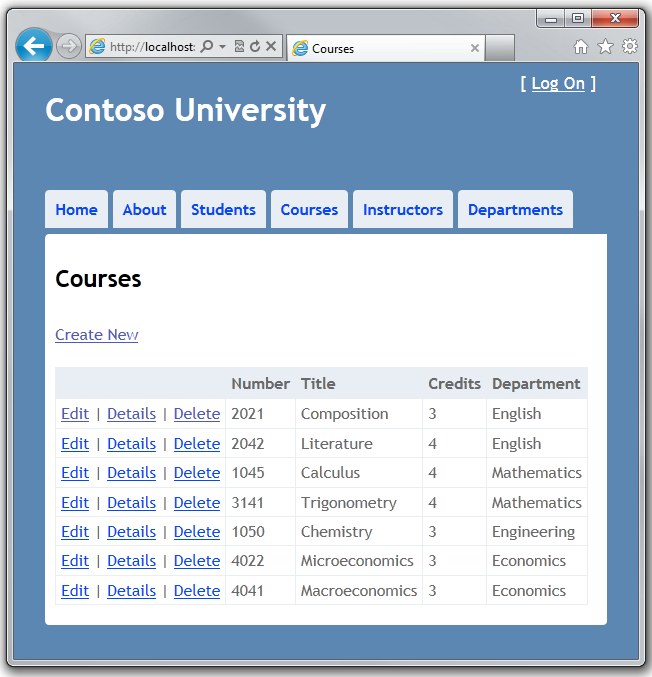 http://localhost: Courses
[ Log On ]
Contoso University
Home About Students Courses Instructors Departments
Courses
Create New
Number Title Credits Department
Edit | Details | Delete 2021 Composition 3 English
Edit | Details | Delete 2042 Literature 4 English
Edit | Details | Delete 1045 Calculus 4 Mathematics
Edit | Details | Delete 3141 Trigonometry 4 Mathematics
Edit | Details | Delete 1050 Chemistry 3 Engineering
Edit | Details | Delete 4022 Microeconomics 3 Economics
Edit | Details | Delete 4041 Macroeconomics 3 Economics